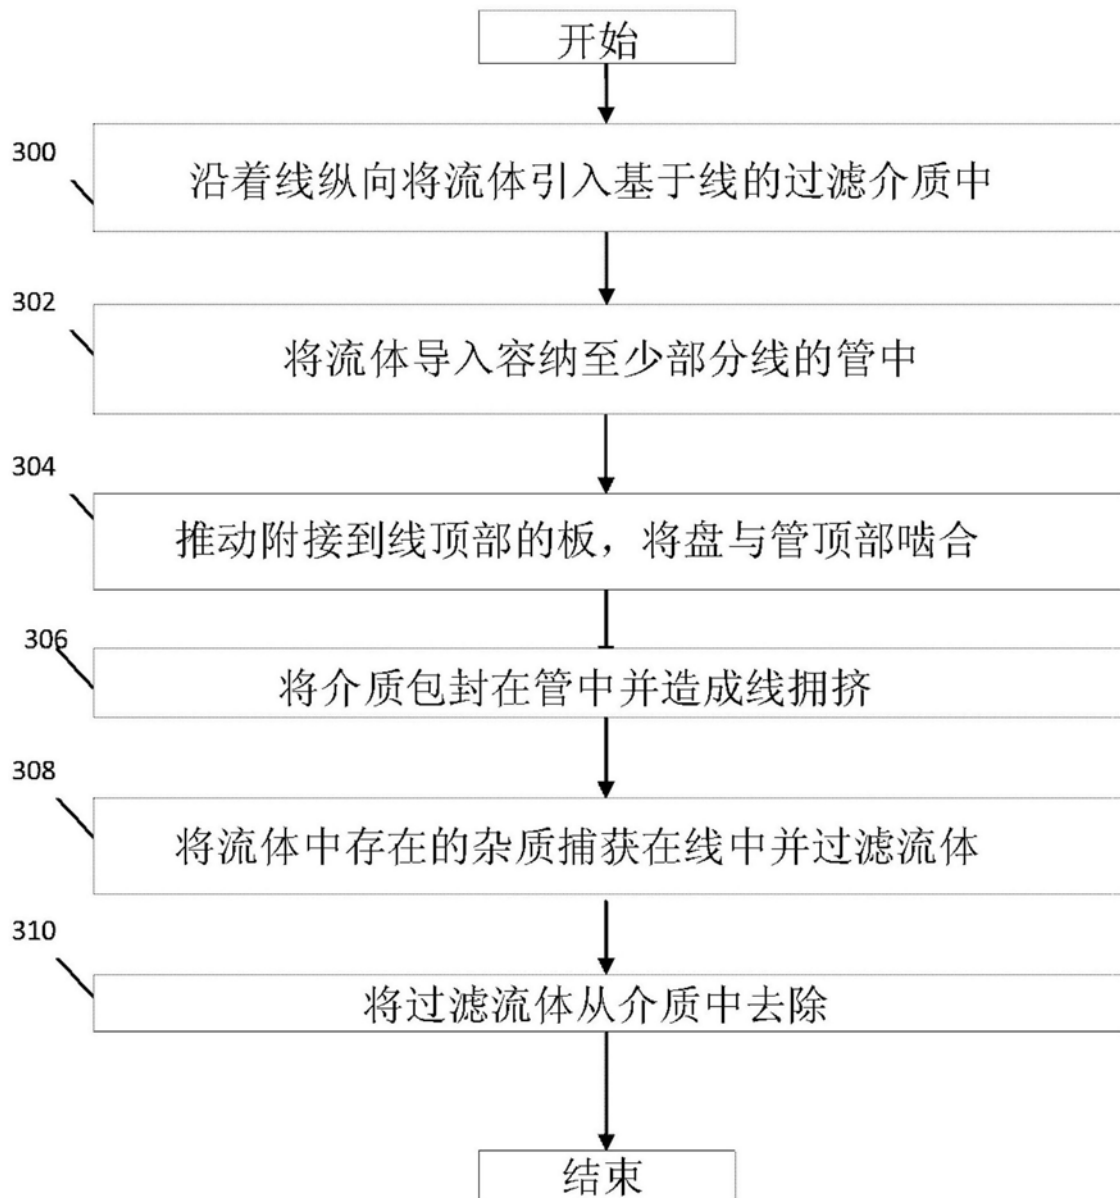 开始
300
沿着线纵向将流体引入基于线的过滤介质中
302
将流体导入容纳至少部分线的管中
304
推动附接到线顶部的板，将盘与管顶部啮合
306
将介质包封在管中并造成线拥挤
308
将流体中存在的杂质捕获在线中并过滤流体
310
将过滤流体从介质中去除
结束